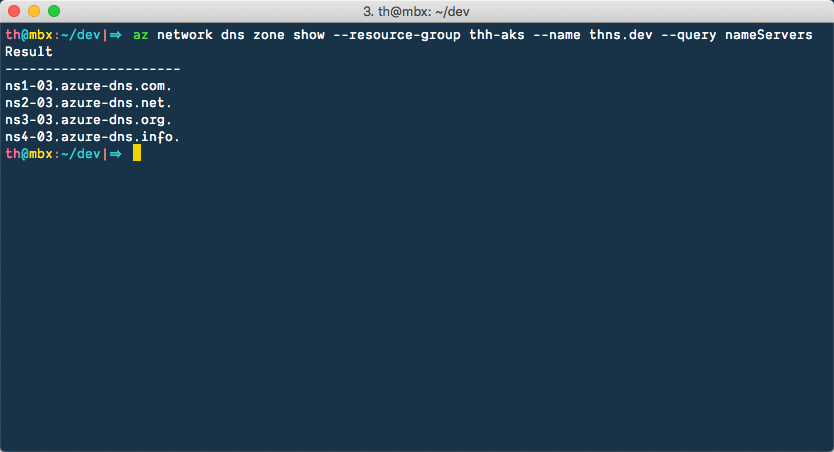 3. th@mbx: ~/dev
th@mbx:~/dev|⇒ az network dns zone show --resource-group thh-aks --name thns.dev --query nameServers
Result
----------------------
ns1-03.azure-dns.com.
ns2-03.azure-dns.net.
ns3-03.azure-dns.org.
ns4-03.azure-dns.info.
th@mbx:~/dev|⇒